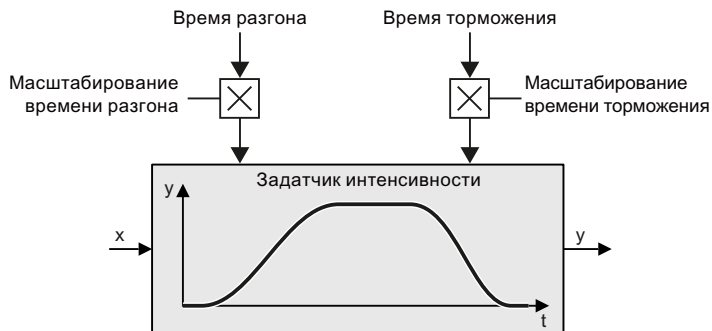 Время разгона
Время торможения
Масштабирование
времени разгона
Масштабирование
времени торможения
Задатчик интенсивности
y
x
y
t